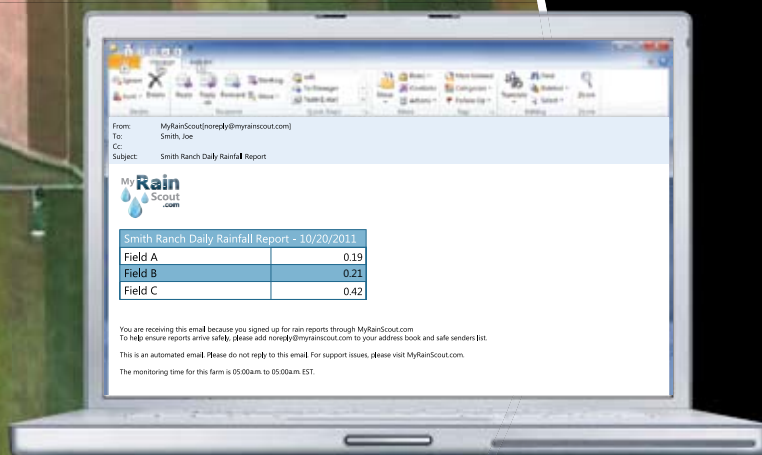 From: MyRainScout[noreply@myrainscout.com]
To: Smith, Joe
Cc:
Subject: Smith Ranch Daily Rainfall Report
My Rain
Scout
.com
Smith Ranch Daily Rainfall Report - 10/20/2011
Field A 0.19
Field B 0.21
Field C 0.42
You are receiving this email because you signed up for rain reports through MyRainScout.com
To help ensure reports arrive safely, please add noreply@myrainscout.com to your address book and safe senders list.
This is an automated email. Please do not reply to this email. For support issues, please visit MyRainScout.com.
The monitoring time for this farm is 05:00a.m. to 05:00a.m. EST.